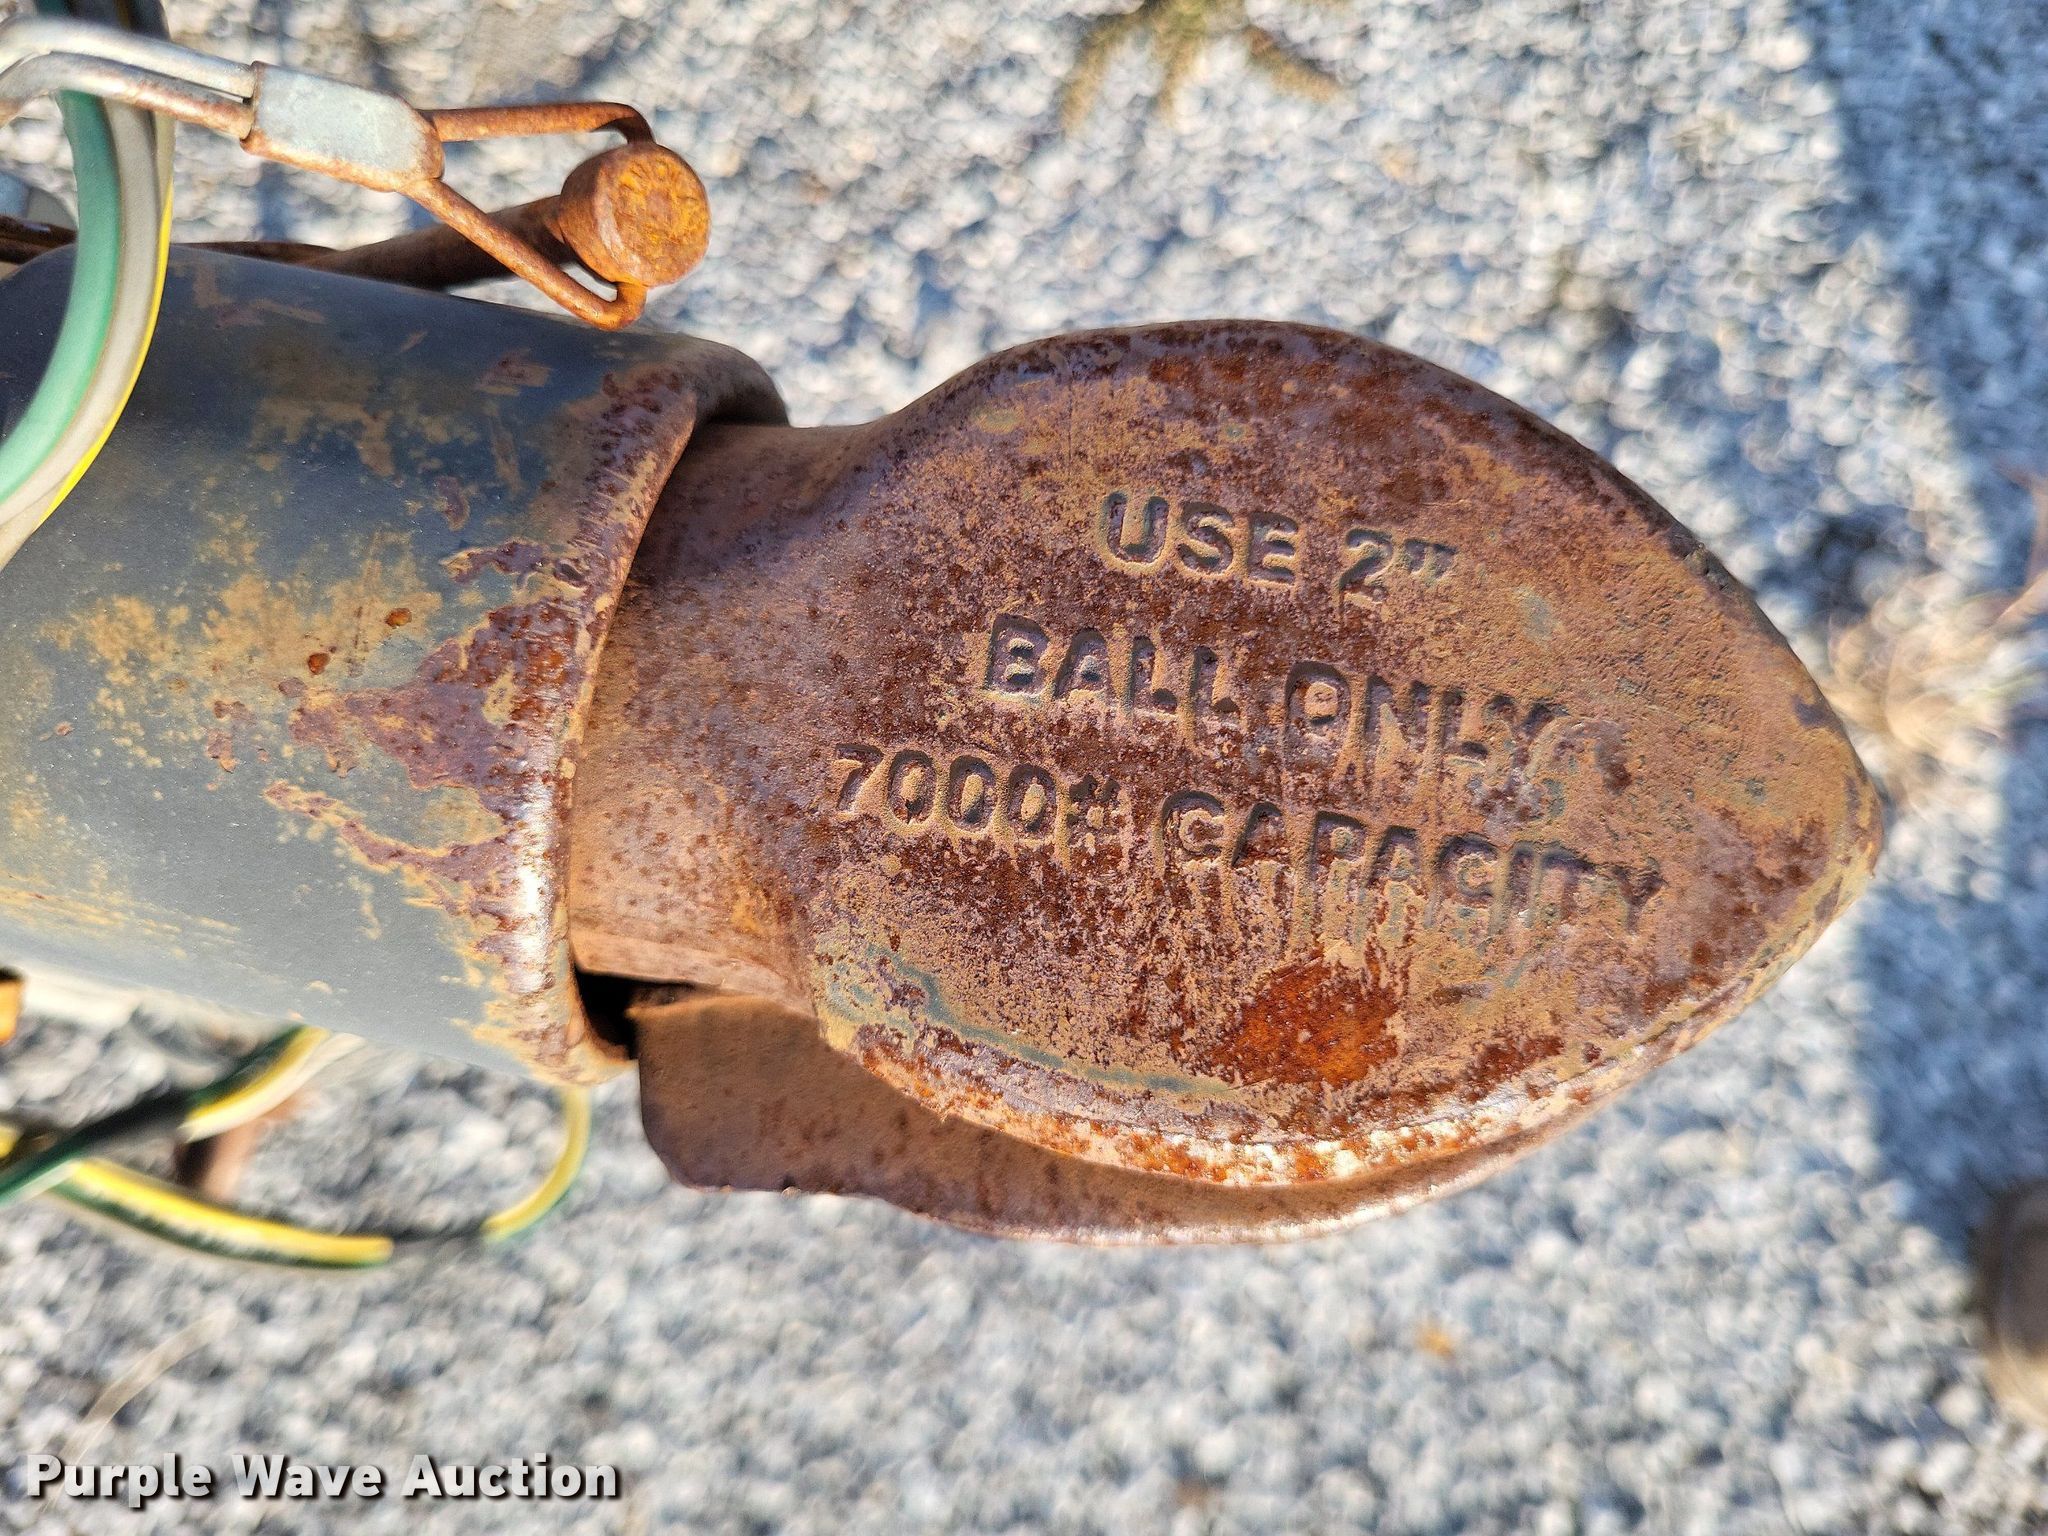 USE 2"
BALL ONLY
7000# CAPACITY
Purple Wave Auction